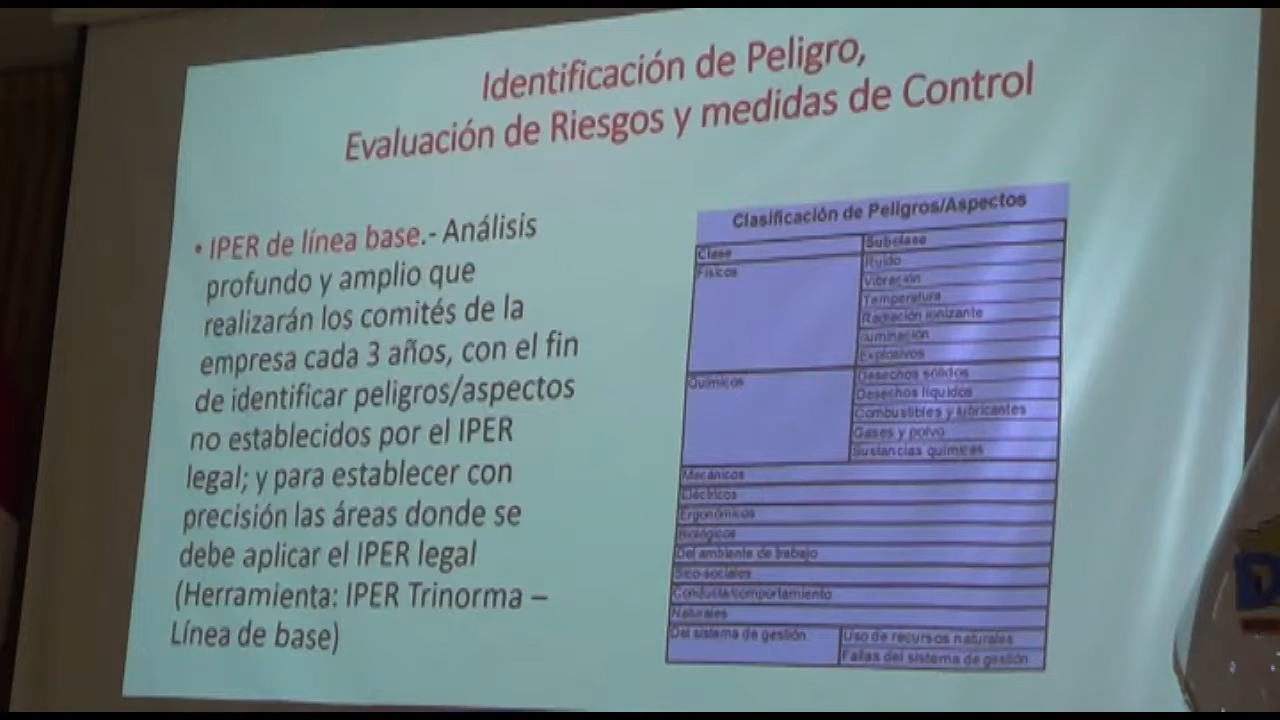 Identificación de Peligro,
Evaluación de Riesgos y medidas de Control
• IPER de línea base.- Análisis
profundo y amplio que
realizarán los comités de la
empresa cada 3 años, con el fin
de identificar peligros/aspectos
no establecidos por el IPER
legal; y para establecer con
precisión las áreas donde se
debe aplicar el IPER legal
(Herramienta: IPER Trinorma –
Línea de base)
Clasificación de Peligros/Aspectos
Clase Subclase
Físicos Ruido
Vibración
Temperatura
Radiación ionizante
Iluminación
Explosivos
Químicos Desechos sólidos
Desechos líquidos
Combustibles y lubricantes
Gases y polvo
Sustancias químicas
Mecánicos
Eléctricos
Ergonómicos
Biológicos
Del ambiente de trabajo
Sico-sociales
Conducta/comportamiento
Naturales
Del sistema de gestión Uso de recursos naturales
Fallas del sistema de gestión